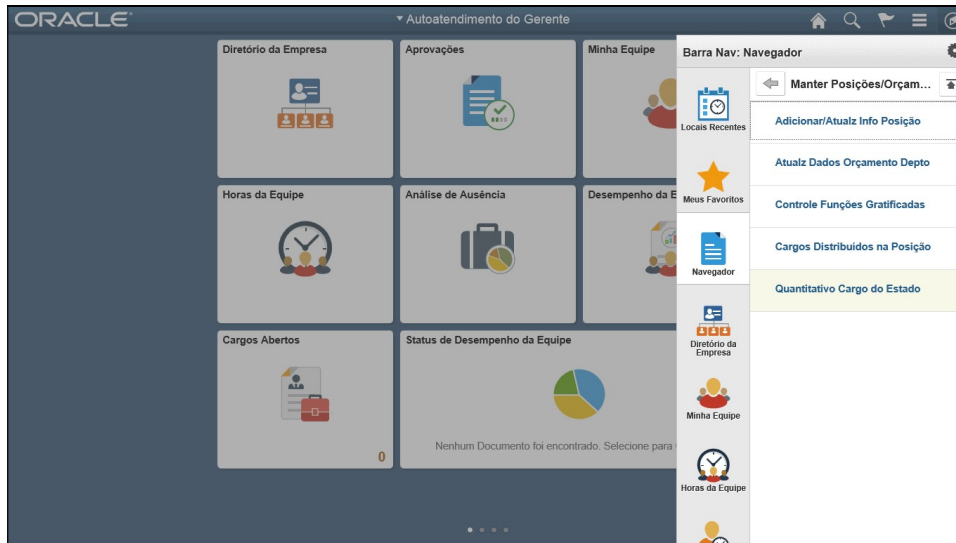 ORACLE
Autoatendimento do Gerente
Diretório da Empresa
Aprovações
Minha Equipe
Horas da Equipe
Análise de Ausência
Desempenho da E
Cargos Abertos
0
Status de Desempenho da Equipe
Nenhum Documento foi encontrado. Selecione para
Barra Nav: Navegador
Locais Recentes
Meus Favoritos
Navegador
Diretório da
Empresa
Minha Equipe
Horas da Equipe
Manter Posições/Orçam...
Adicionar/Atualz Info Posição
Atualz Dados Orçamento Depto
Controle Funções Gratificadas
Cargos Distribuídos na Posição
Quantitativo Cargo do Estado